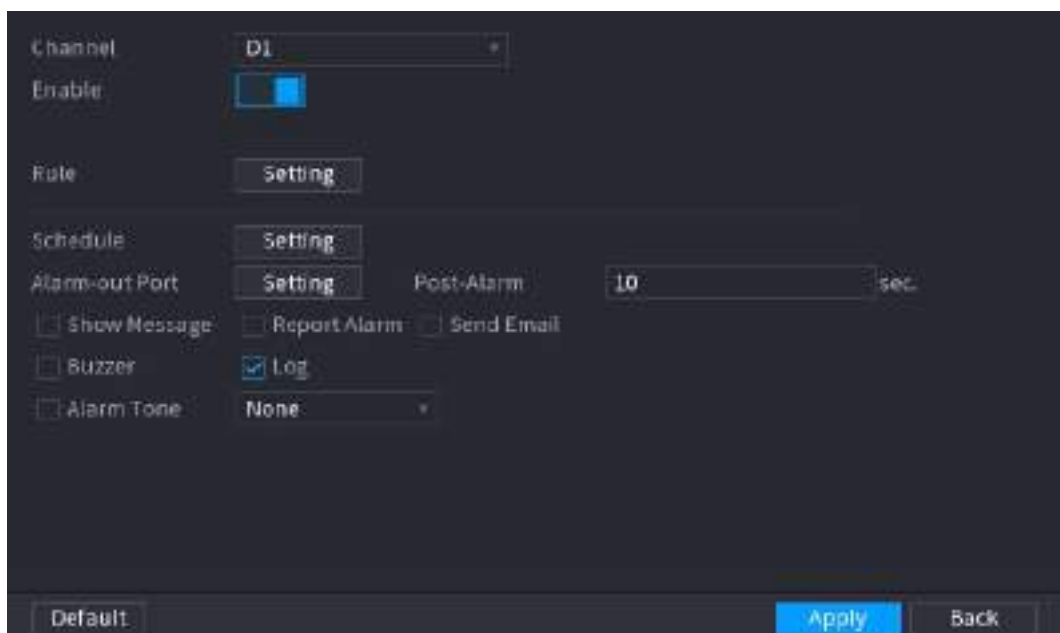 Channel D1
Enable
Rule Setting
Schedule Setting
Alarm-out Port Setting Post-Alarm 10 sec.
Show Message Report Alarm Send Email
Buzzer Log
Alarm Tone None
Default Apply Back